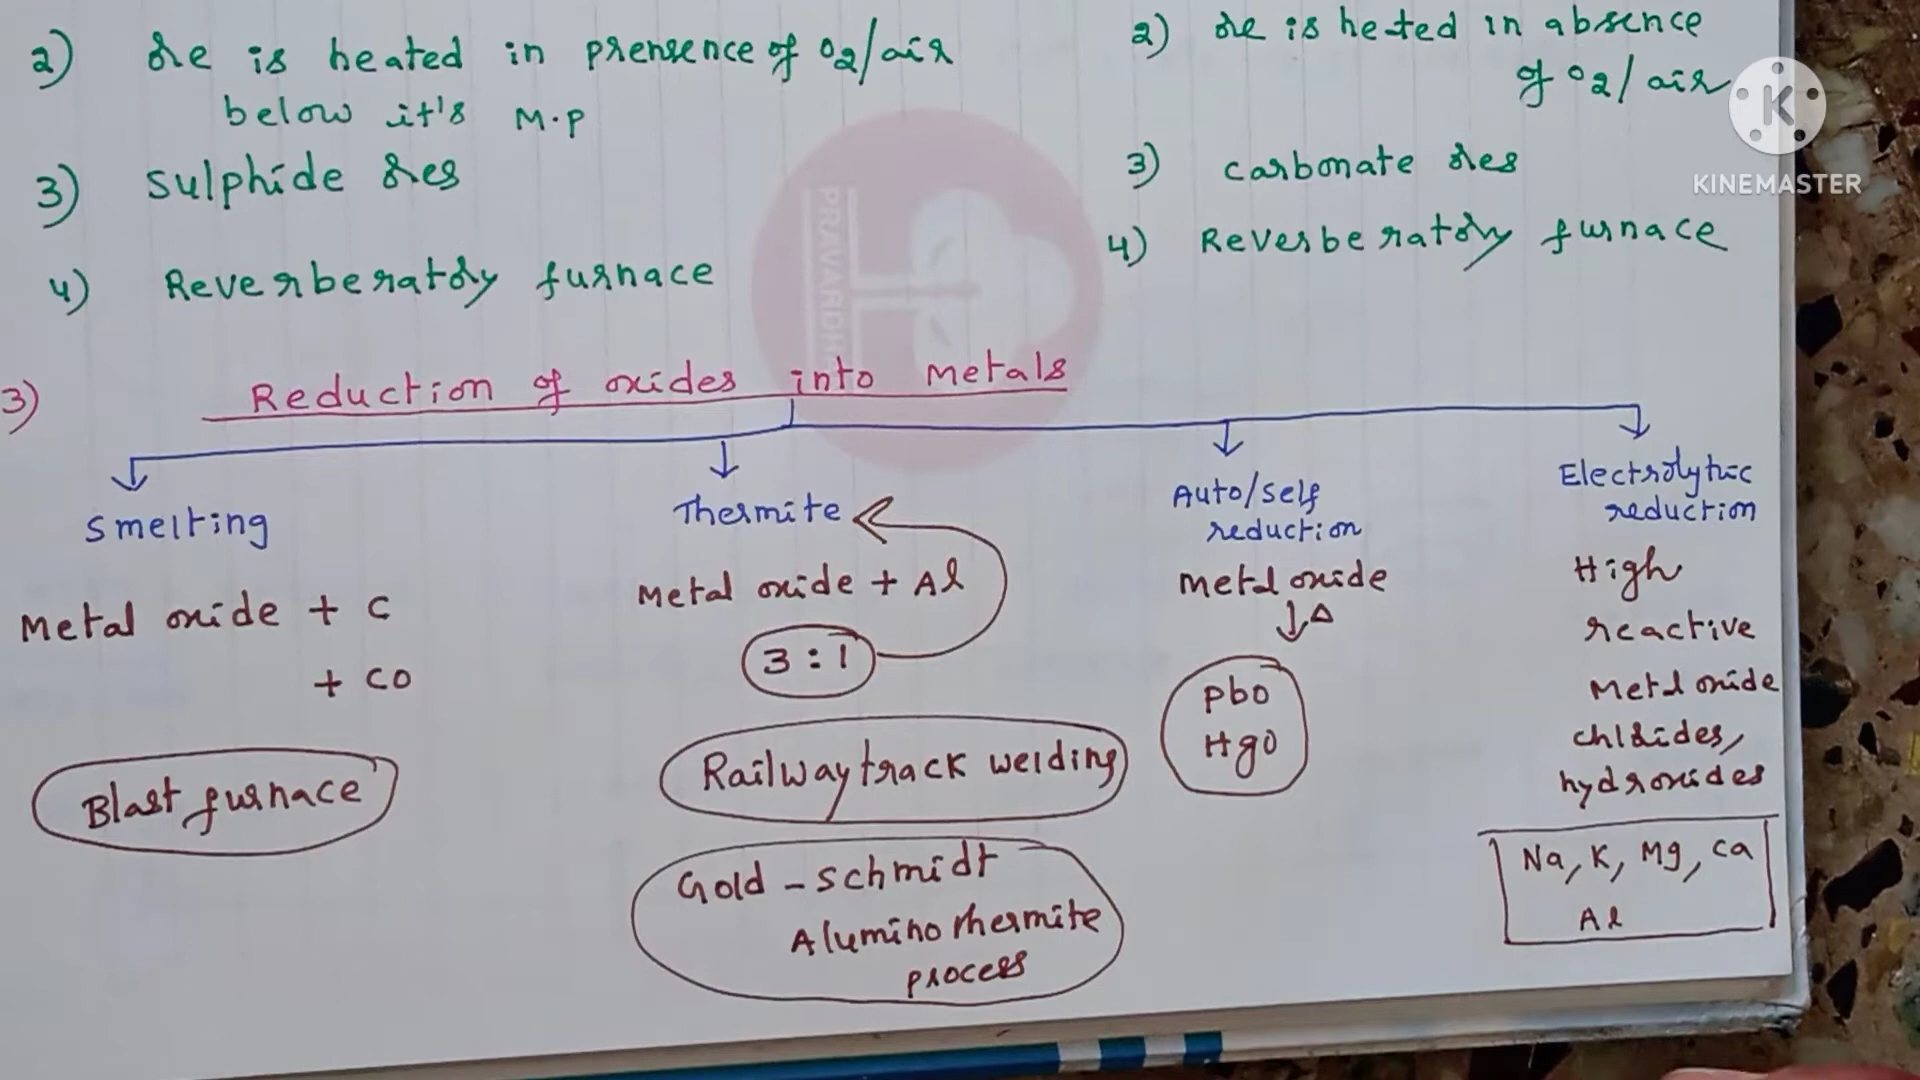 2) Ore is heated in prensence of O2/air
below it's M.P
3) Sulphide Ores
4) Reverberatory furnace
2) Ore is heated in absence
of O2/air
3) carbonate Ores
4) Reverberatory furnace
KINEMASTER
PRAVARDH
3) Reduction of oxides into Metals
Smelting
Metal oxide + C
+ CO
Blast furnace
Thermite
Metal oxide + Al
3:1
Railway track welding
Gold-schmidt
Alumino thermite
process
Auto/self
reduction
Metal oxide
↓Δ
PbO
HgO
Electrolytic
reduction
High
reactive
Metal oxide
chlorides,
hydroxides
Na, K, Mg, Ca
Al